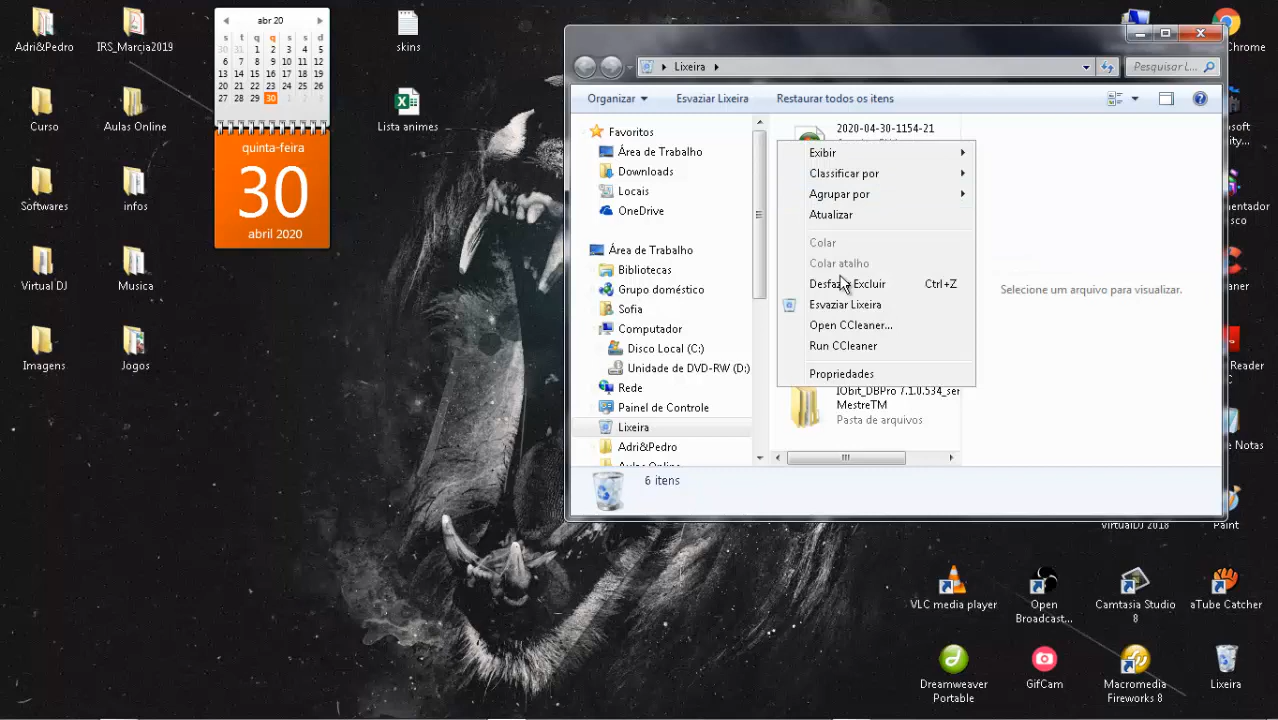 Adri&Pedro
IRS_Marcia2019
Curso
Aulas Online
Softwares
infos
Virtual DJ
Musica
Imagens
Jogos
abr 20
s t q q s s d
30 31 1 2 3 4 5
6 7 8 9 10 11 12
13 14 15 16 17 18 19
20 21 22 23 24 25 26
27 28 29 30 1 2 3
quinta-feira
30
abril 2020
skins
Lista animes
Lixeira
Pesquisar L...
Organizar
Esvaziar Lixeira
Restaurar todos os itens
Favoritos
Área de Trabalho
Downloads
Locais
OneDrive
Área de Trabalho
Bibliotecas
Grupo doméstico
Sofia
Computador
Disco Local (C:)
Unidade de DVD-RW (D:)
Rede
Painel de Controle
Lixeira
Adri&Pedro
Aulas Online
2020-04-30-1154-21
Exibir
Classificar por
Agrupar por
Atualizar
Colar
Colar atalho
Desfazer Excluir Ctrl+Z
Esvaziar Lixeira
Open CCleaner...
Run CCleaner
Propriedades
IObit_DBPro 7.1.0.534_ser
MestreTM
Pasta de arquivos
Selecione um arquivo para visualizar.
6 itens
Chrome
Reader
Notas
VirtualDJ 2018
Paint
VLC media player
Open
Broadcast...
Camtasia Studio
8
aTube Catcher
Dreamweaver
Portable
GifCam
Macromedia
Fireworks 8
Lixeira